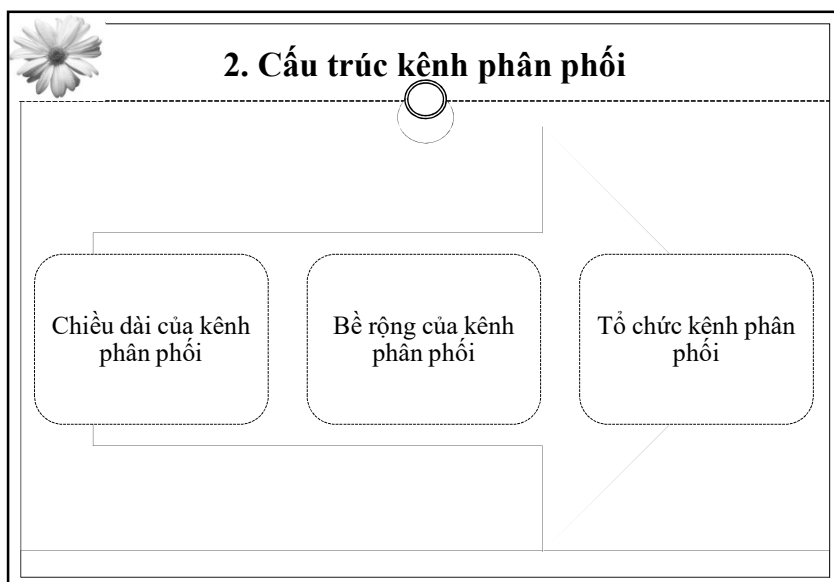 2. Cấu trúc kênh phân phối
Chiều dài của kênh
phân phối
Bề rộng của kênh
phân phối
Tổ chức kênh phân
phối